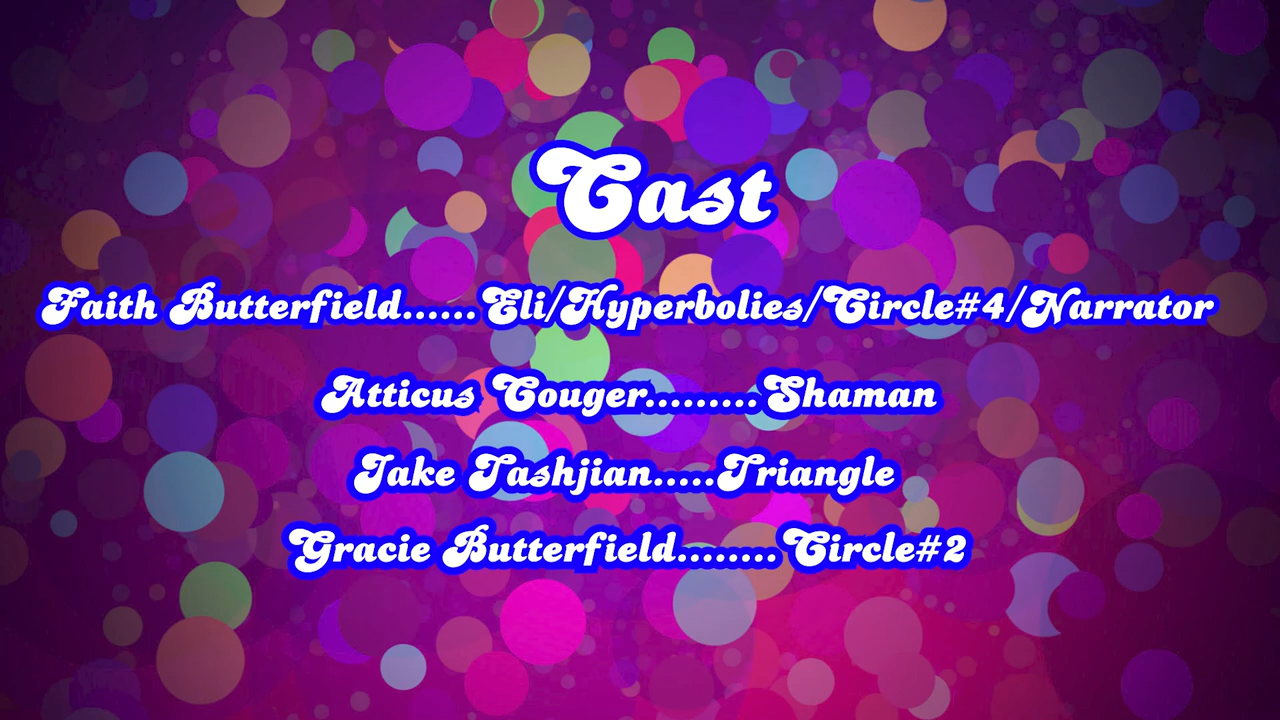 Cast
Faith Butterfield......Eli/Hyperbolies/Circle#4/Narrator
Atticus Couger.........Shaman
Jake Tashjian.....Triangle
Gracie Butterfield........Circle#2